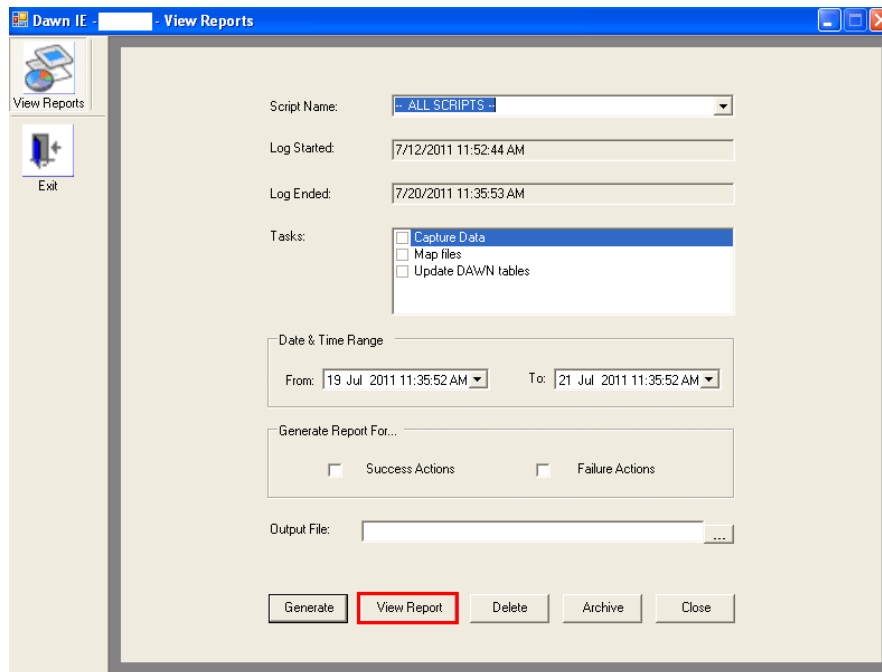 Dawn IE - - View Reports
View Reports
Exit
Script Name: -- ALL SCRIPTS --
Log Started: 7/12/2011 11:52:44 AM
Log Ended: 7/20/2011 11:35:53 AM
Tasks: Capture Data
Map files
Update DAWN tables
Date & Time Range
From: 19 Jul 2011 11:35:52 AM To: 21 Jul 2011 11:35:52 AM
Generate Report For...
Success Actions Failure Actions
Output File: ...
Generate View Report Delete Archive Close